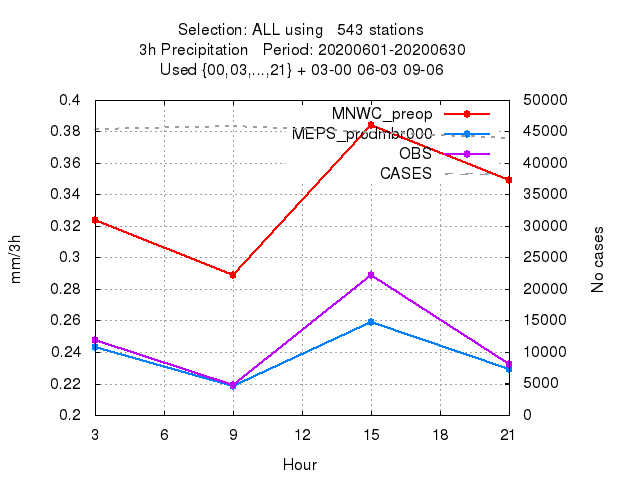 Selection: ALL using   543 stations
3h Precipitation   Period: 20200601-20200630
Used {00,03,...,21} + 03-00 06-03 09-06
0.4
0.38
0.36
0.34
0.32
0.3
0.28
0.26
0.24
0.22
0.2
50000
45000
40000
35000
30000
25000
20000
15000
10000
5000
0
MNWC_preop
MEPS_prodmbr000
OBS
CASES
mm/3h
No cases
3 6 9 12 15 18 21
Hour